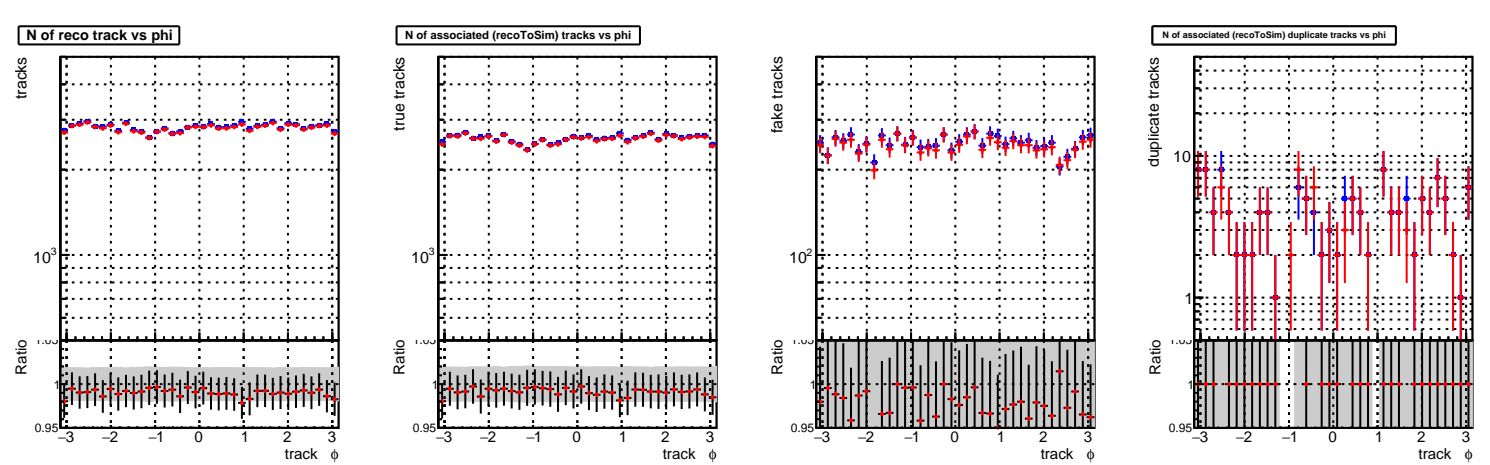 N of reco track vs phi
tracks
10³
Ratio
1.05
1
0.95
−3 −2 −1 0 1 2 3
track ϕ
N of associated (recoToSim) tracks vs phi
true tracks
10³
Ratio
1.05
1
0.95
−3 −2 −1 0 1 2 3
track ϕ
fake tracks
10²
Ratio
1.05
1
0.95
−3 −2 −1 0 1 2 3
track ϕ
N of associated (recoToSim) duplicate tracks vs phi
duplicate tracks
10
1
Ratio
1.05
1
0.95
−3 −2 −1 0 1 2 3
track ϕ